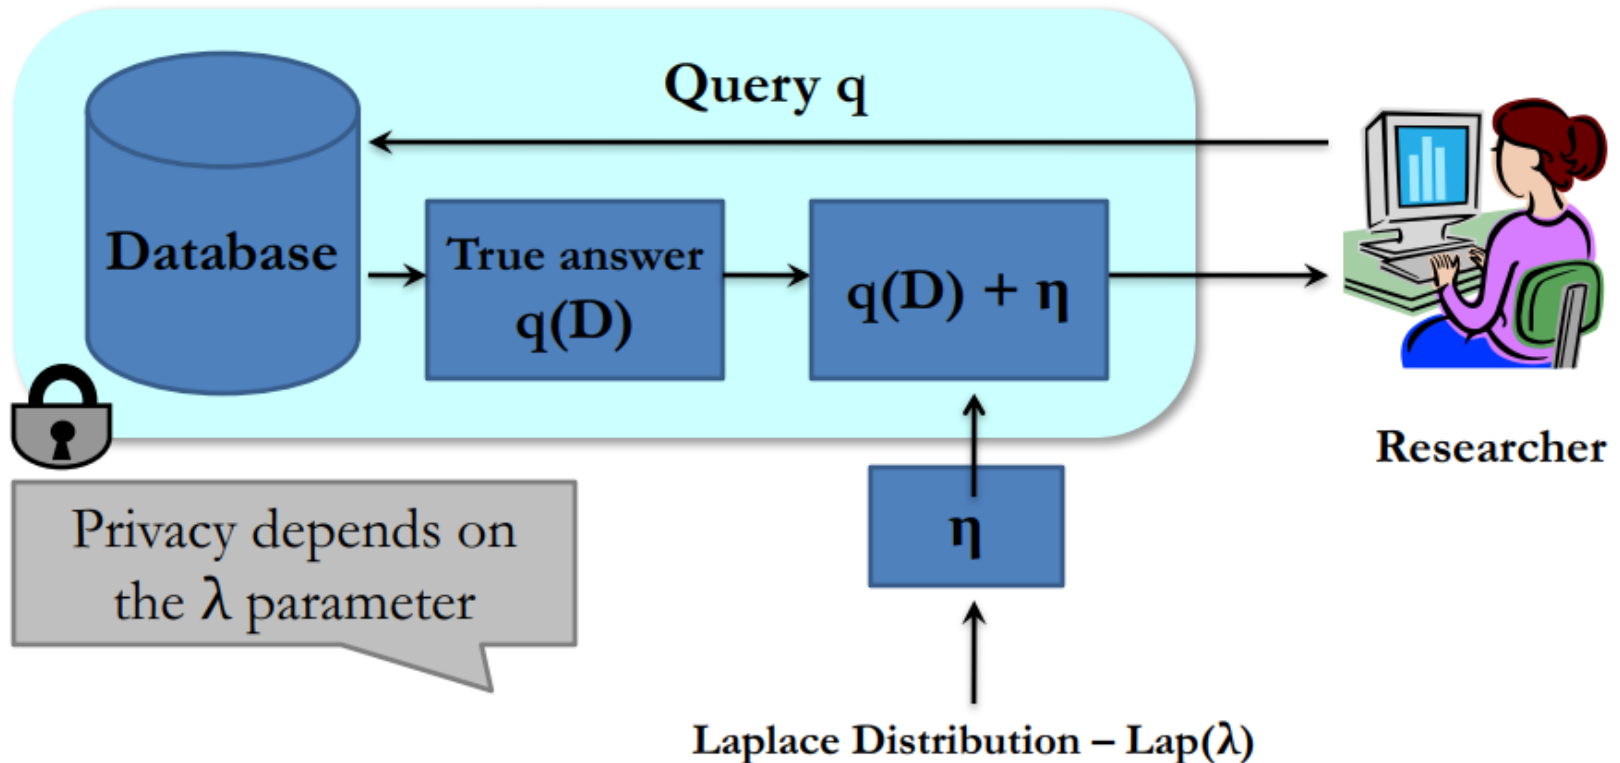 Query q
Database
True answer
q(D)
q(D) + η
Researcher
Privacy depends on
the λ parameter
η
Laplace Distribution – Lap(λ)